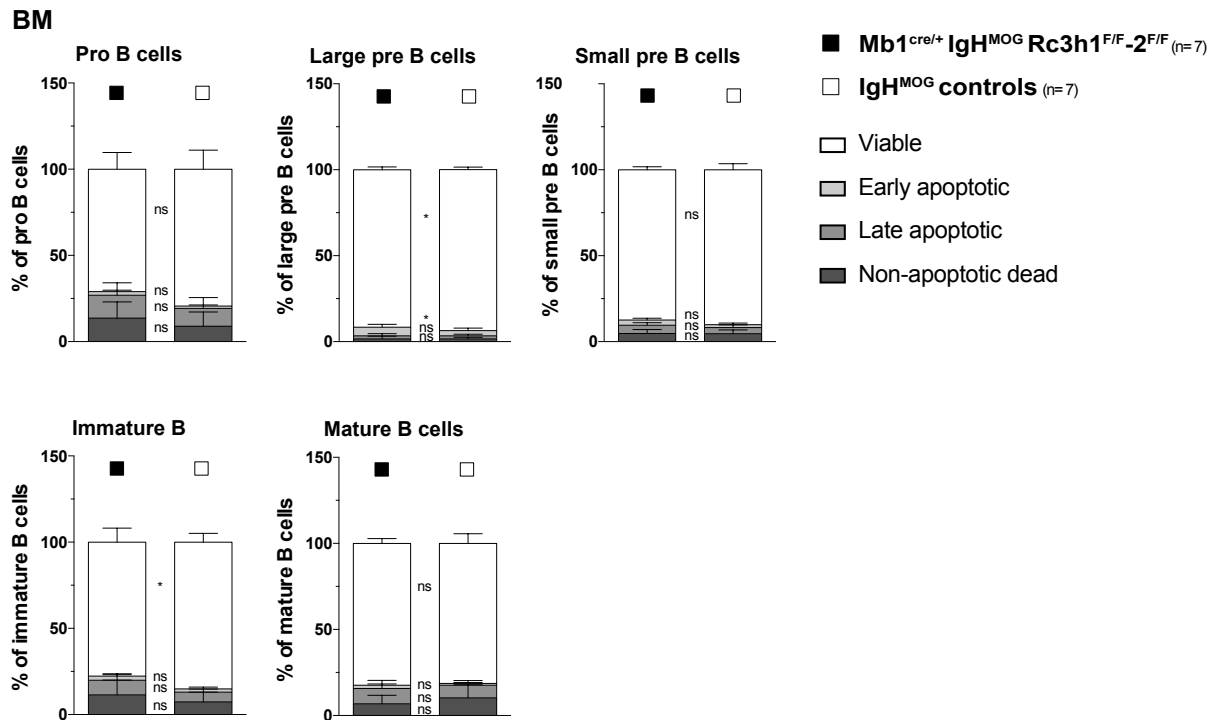 BM
Pro B cells
% of pro B cells
150
100
50
0
ns
ns
ns
ns
Large pre B cells
% of large pre B cells
150
100
50
0
*
*
ns
ns
Small pre B cells
% of small pre B cells
150
100
50
0
ns
ns
ns
ns
Mb1cre/+ IgHMOG Rc3h1F/F-2F/F (n=7)
IgHMOG controls (n=7)
Viable
Early apoptotic
Late apoptotic
Non-apoptotic dead
Immature B
% of immature B cells
150
100
50
0
*
ns
ns
ns
Mature B cells
% of mature B cells
150
100
50
0
ns
ns
ns
ns